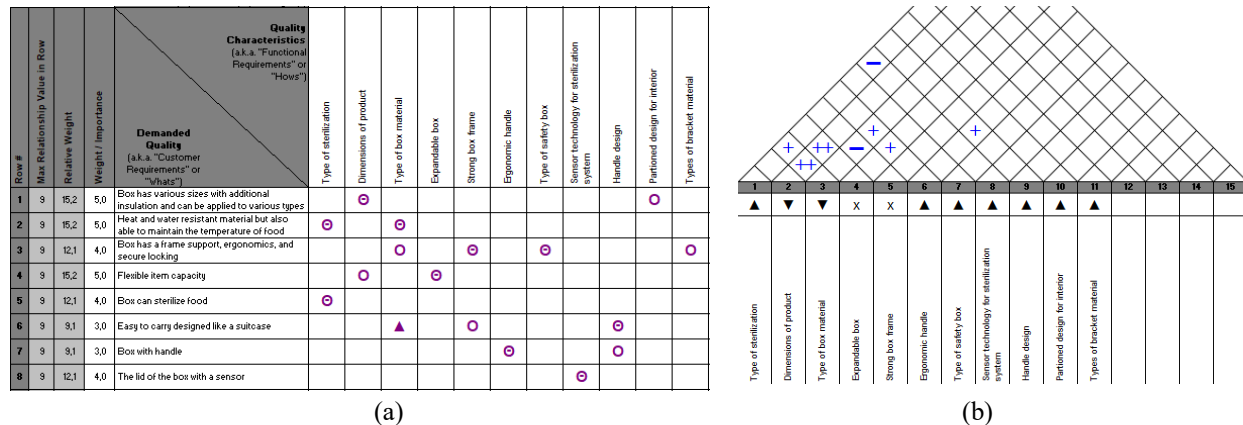 Quality
Characteristics
(a.k.a. "Functional
Requirements" or
"Hows")
Demanded
Quality
(a.k.a. "Customer
Requirements" or
"Whats")
Row #
Max Relationship Value in Row
Relative Weight
Weight / Importance
Type of sterilization
Dimensions of product
Type of box material
Expandable box
Strong box frame
Ergonomic handle
Type of safety box
Sensor technology for sterilization
system
Handle design
Partioned design for interior
Types of bracket material
1 9 15,2 5,0 Box has various sizes with additional
insulation and can be applied to various types
Θ O
2 9 15,2 5,0 Heat and water resistant material but also
able to maintain the temperature of food
Θ Θ
3 9 12,1 4,0 Box has a frame support, ergonomics, and
secure locking
O Θ Θ O
4 9 15,2 5,0 Flexible item capacity O Θ
5 9 12,1 4,0 Box can sterilize food Θ
6 9 9,1 3,0 Easy to carry designed like a suitcase ▲ O Θ
7 9 9,1 3,0 Box with handle Θ O
8 9 12,1 4,0 The lid of the box with a sensor Θ
(a)
−
+ +
+ ++ − +
++
1 2 3 4 5 6 7 8 9 10 11 12 13 14 15
▲ ▼ ▼ x x ▲ ▲ ▲ ▲ ▲ ▲
Type of sterilization
Dimensions of product
Type of box material
Expandable box
Strong box frame
Ergonomic handle
Type of safety box
Sensor technology for sterilization
system
Handle design
Partioned design for interior
Types of bracket material
(b)